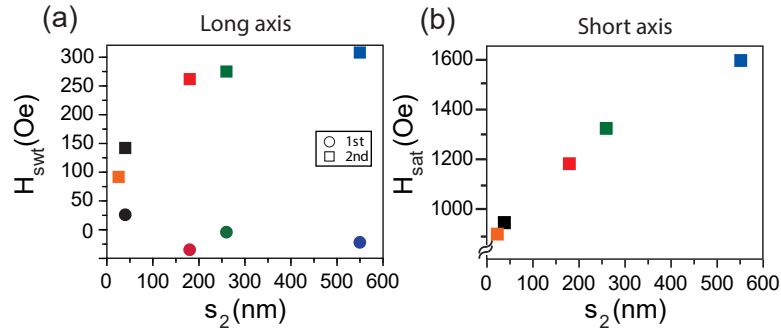 (a)
Long axis
H_swt(Oe)
300
250
200
150
100
50
0
1st
2nd
0 100 200 300 400 500 600
s_2(nm)
(b)
Short axis
H_sat(Oe)
1600
1400
1200
1000
0 100 200 300 400 500 600
s_2(nm)